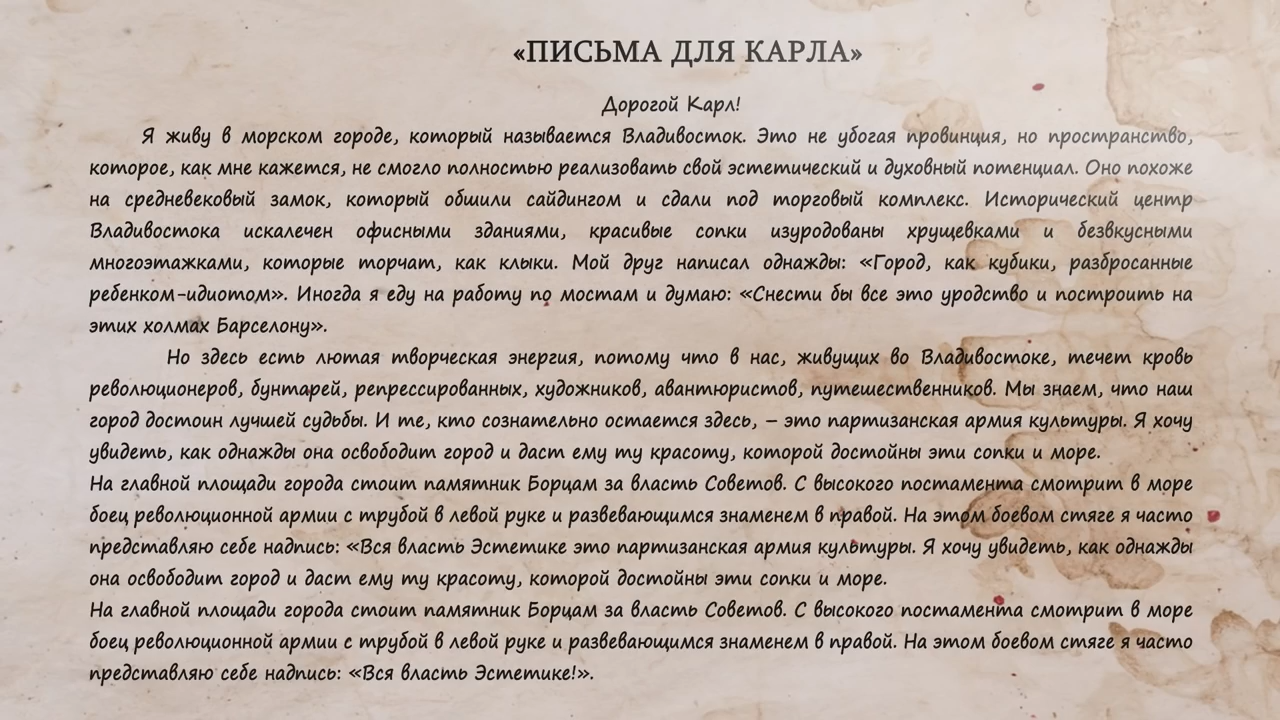 «ПИСЬМА ДЛЯ КАРЛА»
Дорогой Карл!
Я живу в морском городе, который называется Владивосток. Это не убогая провинция, но пространство,
которое, как мне кажется, не смогло полностью реализовать свой эстетический и духовный потенциал. Оно похоже
на средневековый замок, который обшили сайдингом и сдали под торговый комплекс. Исторический центр
Владивостока искалечен офисными зданиями, красивые сопки изуродованы хрущевками и безвкусными
многоэтажками, которые торчат, как клыки. Мой друг написал однажды: «Город, как кубики, разбросанные
ребенком-идиотом». Иногда я еду на работу по мостам и думаю: «Снести бы все это уродство и построить на
этих холмах Барселону».
Но здесь есть лютая творческая энергия, потому что в нас, живущих во Владивостоке, течет кровь
революционеров, бунтарей, репрессированных, художников, авантюристов, путешественников. Мы знаем, что наш
город достоин лучшей судьбы. И те, кто сознательно остается здесь, – это партизанская армия культуры. Я хочу
увидеть, как однажды она освободит город и даст ему ту красоту, которой достойны эти сопки и море.
На главной площади города стоит памятник Борцам за власть Советов. С высокого постамента смотрит в море
боец революционной армии с трубой в левой руке и развевающимся знаменем в правой. На этом боевом стяге я часто
представляю себе надпись: «Вся власть Эстетике это партизанская армия культуры. Я хочу увидеть, как однажды
она освободит город и даст ему ту красоту, которой достойны эти сопки и море.
На главной площади города стоит памятник Борцам за власть Советов. С высокого постамента смотрит в море
боец революционной армии с трубой в левой руке и развевающимся знаменем в правой. На этом боевом стяге я часто
представляю себе надпись: «Вся власть Эстетике!».